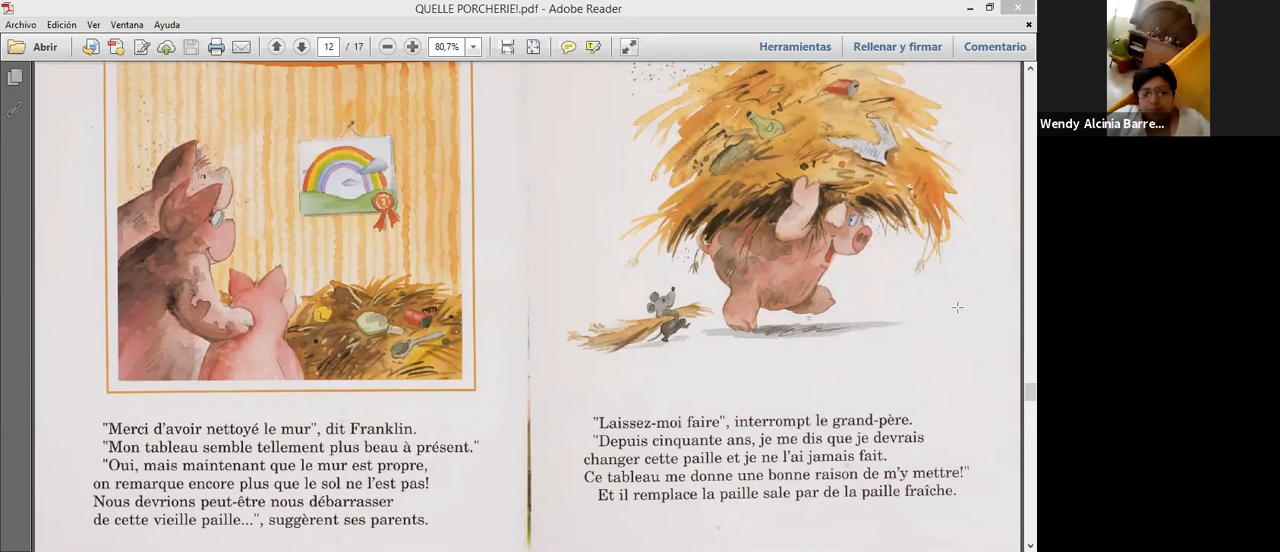 QUELLE PORCHERIE!.pdf - Adobe Reader
Archivo Edición Ver Ventana Ayuda
Abrir 12 / 17 80,7% Herramientas Rellenar y firmar Comentario
Wendy Alcinia Barre...
"Merci d'avoir nettoyé le mur", dit Franklin.
"Mon tableau semble tellement plus beau à présent."
"Oui, mais maintenant que le mur est propre,
on remarque encore plus que le sol ne l'est pas!
Nous devrions peut-être nous débarrasser
de cette vieille paille...", suggèrent ses parents.
"Laissez-moi faire", interrompt le grand-père.
"Depuis cinquante ans, je me dis que je devrais
changer cette paille et je ne l'ai jamais fait.
Ce tableau me donne une bonne raison de m'y mettre!"
Et il remplace la paille sale par de la paille fraîche.